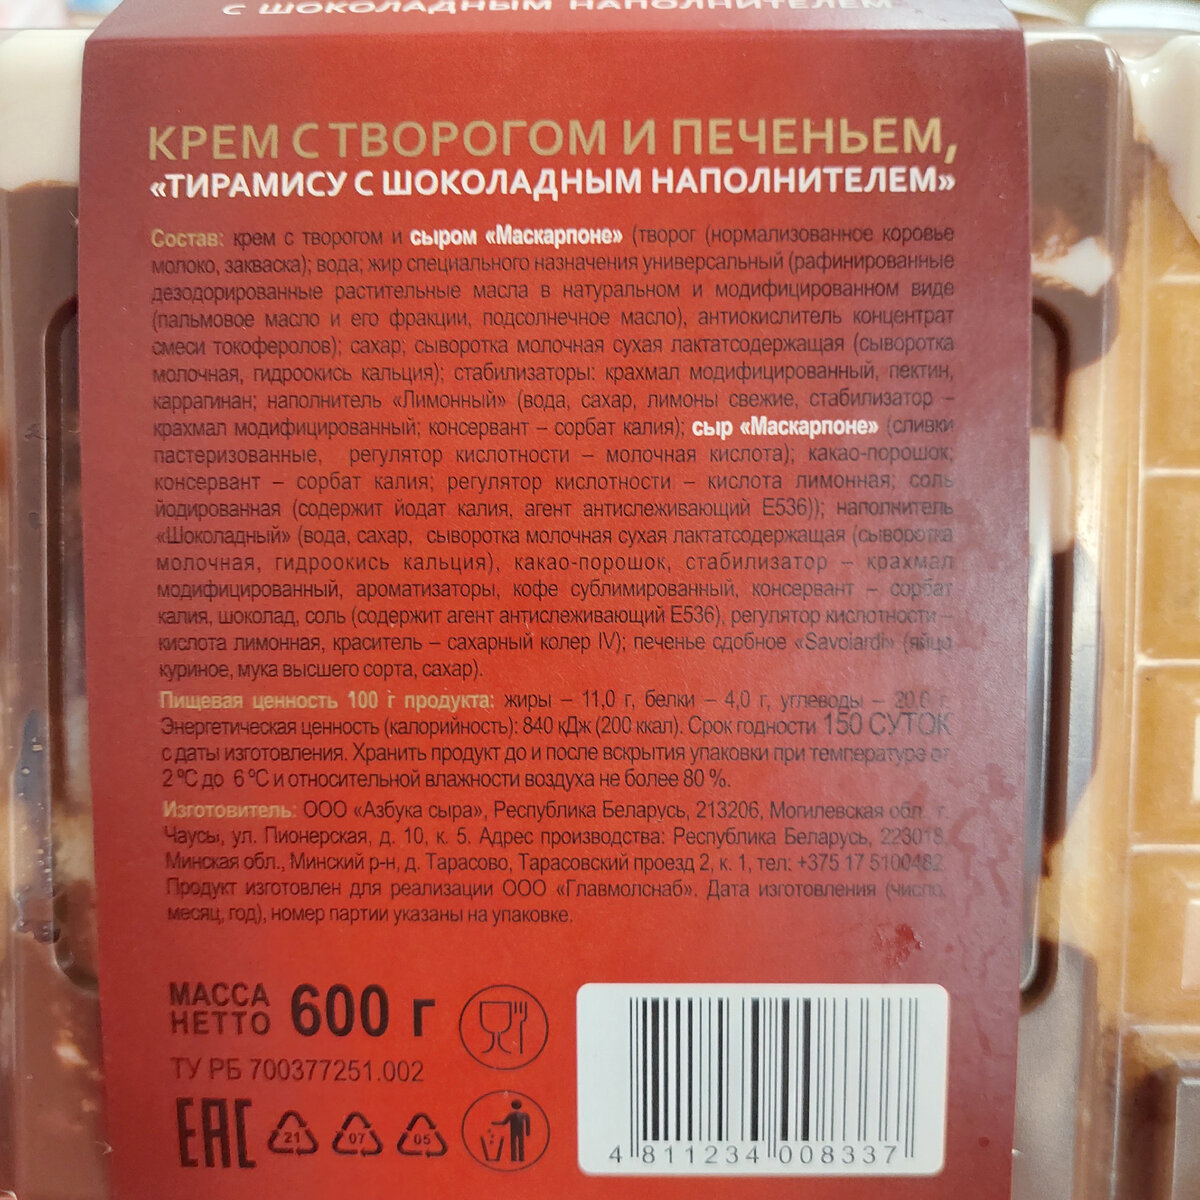 С ШОКОЛАДНЫМ НАПОЛНИТЕЛЕМ
КРЕМ С ТВОРОГОМ И ПЕЧЕНЬЕМ,
«ТИРАМИСУ С ШОКОЛАДНЫМ НАПОЛНИТЕЛЕМ»
Состав: крем с творогом и сыром «Маскарпоне» (творог (нормализованное коровье
молоко, закваска); вода; жир специального назначения универсальный (рафинированные
дезодорированные растительные масла в натуральном и модифицированном виде
(пальмовое масло и его фракции, подсолнечное масло), антиокислитель концентрат
смеси токоферолов); сахар; сыворотка молочная сухая лактатсодержащая (сыворотка
молочная, гидроокись кальция); стабилизаторы: крахмал модифицированный, пектин,
каррагинан; наполнитель «Лимонный» (вода, сахар, лимоны свежие, стабилизатор –
крахмал модифицированный; консервант – сорбат калия); сыр «Маскарпоне» (сливки
пастеризованные, регулятор кислотности – молочная кислота); какао-порошок;
консервант – сорбат калия; регулятор кислотности – кислота лимонная; соль
йодированная (содержит йодат калия, агент антислеживающий Е536)); наполнитель
«Шоколадный» (вода, сахар, сыворотка молочная сухая лактатсодержащая (сыворотка
молочная, гидроокись кальция), какао-порошок, стабилизатор – крахмал
модифицированный, ароматизаторы, кофе сублимированный, консервант – сорбат
калия, шоколад, соль (содержит агент антислеживающий Е536), регулятор кислотности –
кислота лимонная, краситель – сахарный колер IV); печенье сдобное «Savoiardi» (яйцо
куриное, мука высшего сорта, сахар).
Пищевая ценность 100 г продукта: жиры – 11,0 г, белки – 4,0 г, углеводы – 20,6 г.
Энергетическая ценность (калорийность): 840 кДж (200 ккал). Срок годности 150 СУТОК
с даты изготовления. Хранить продукт до и после вскрытия упаковки при температуре от
2 ºС до 6 ºС и относительной влажности воздуха не более 80 %.
Изготовитель: ООО «Азбука сыра», Республика Беларусь, 213206, Могилевская обл., г.
Чаусы, ул. Пионерская, д. 10, к. 5. Адрес производства: Республика Беларусь, 223018,
Минская обл., Минский р-н, д. Тарасово, Тарасовский проезд 2, к. 1, тел: +375 17 5100482.
Продукт изготовлен для реализации ООО «Главмолснаб». Дата изготовления (число,
месяц, год), номер партии указаны на упаковке.
МАССА
НЕТТО 600 г
ТУ РБ 700377251.002
ЕАС 21 07 05
4 811234 008337